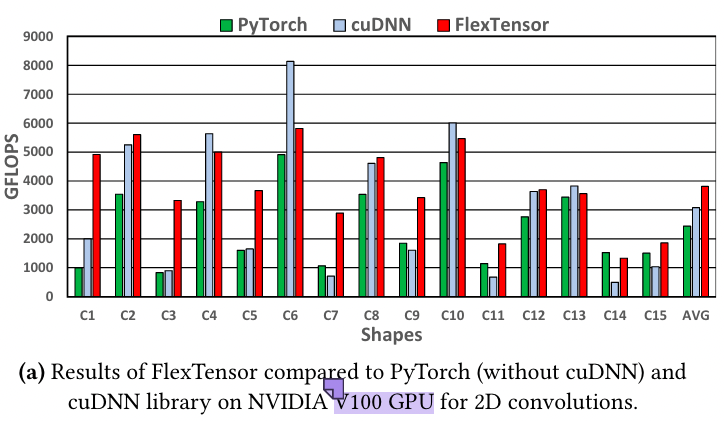 PyTorch cuDNN FlexTensor
9000
8000
7000
6000
5000
4000
3000
2000
1000
0
GFLOPS
C1 C2 C3 C4 C5 C6 C7 C8 C9 C10 C11 C12 C13 C14 C15 AVG
Shapes
(a) Results of FlexTensor compared to PyTorch (without cuDNN) and
cuDNN library on NVIDIA V100 GPU for 2D convolutions.